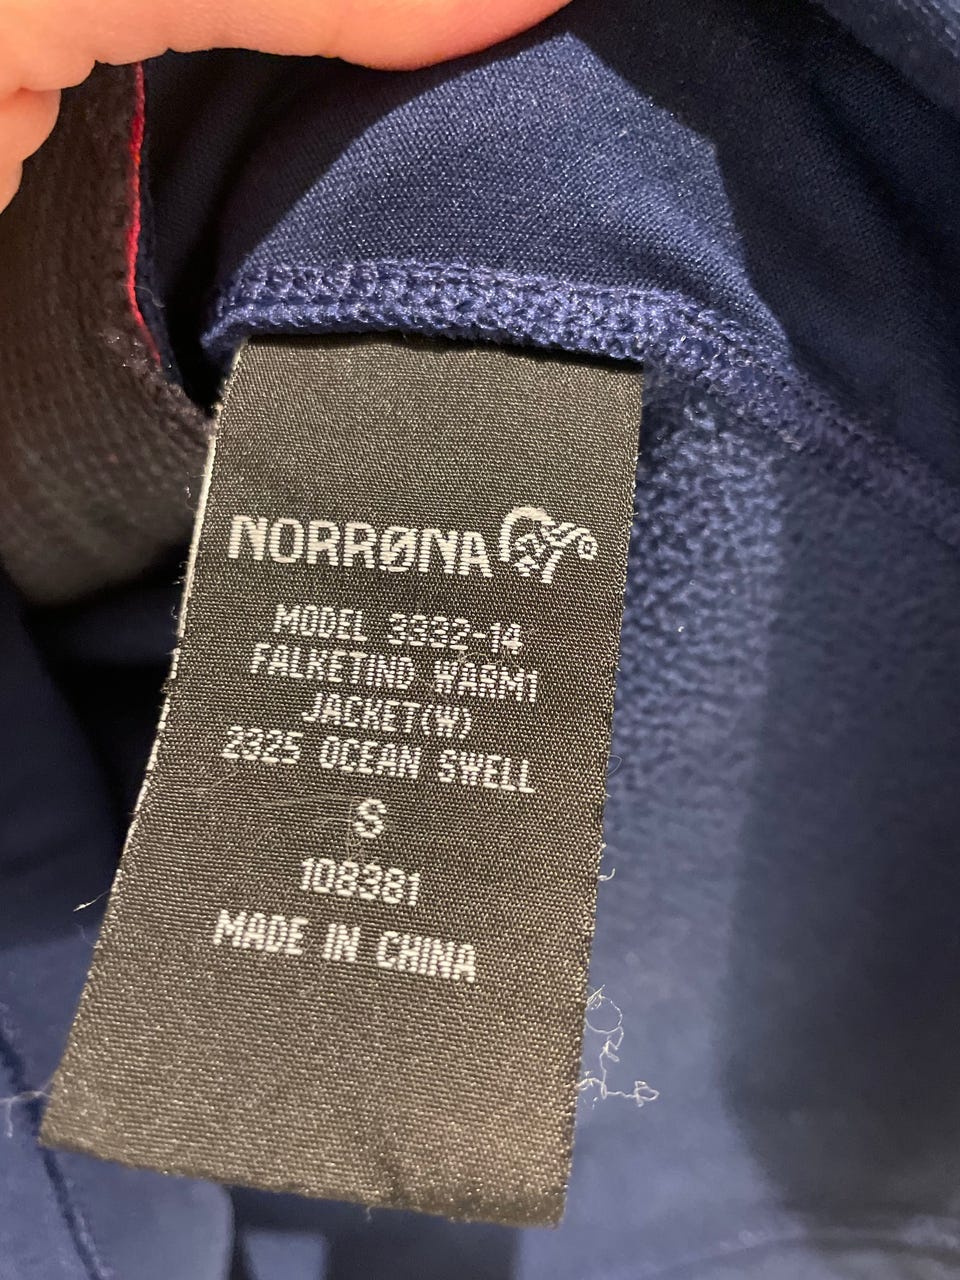 NORRØNA
MODEL 3332-14
FALKETIND WARM1
JACKET(W)
2325 OCEAN SWELL
S
108381
MADE IN CHINA